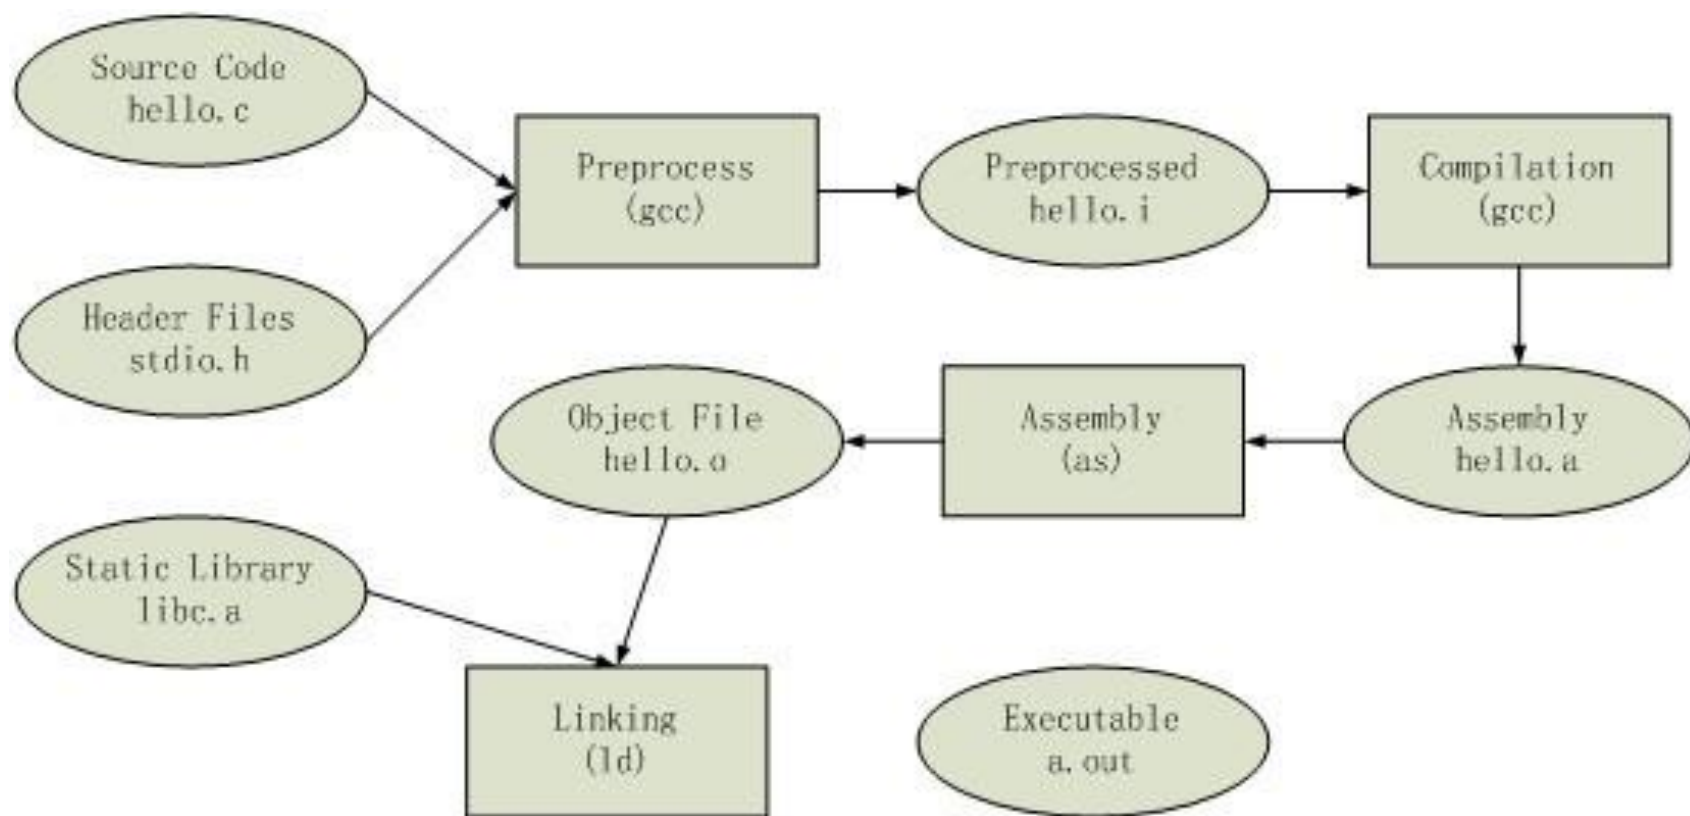 Source Code
hello.c
Preprocess
(gcc)
Preprocessed
hello.i
Compilation
(gcc)
Header Files
stdio.h
Object File
hello.o
Assembly
(as)
Assembly
hello.a
Static Library
libc.a
Linking
(ld)
Executable
a.out